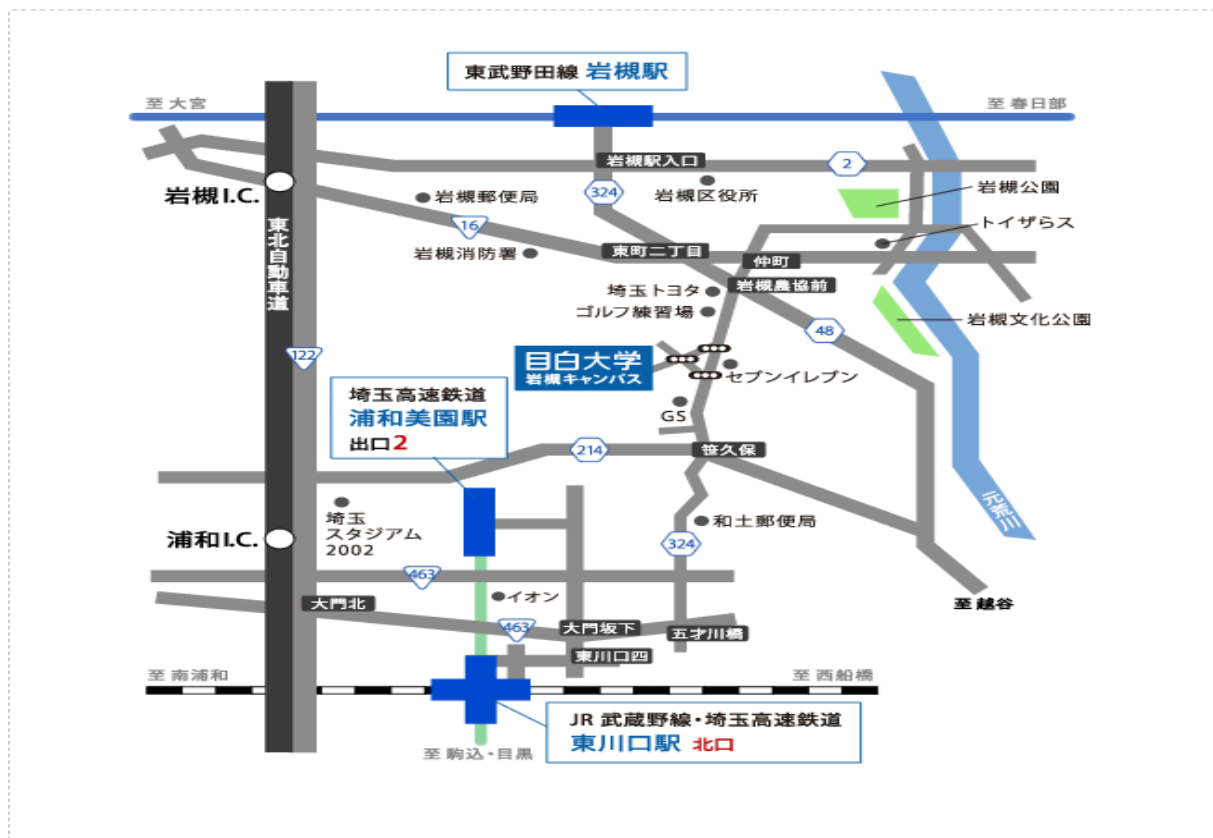 東武野田線 岩槻駅
至 大宮
至 春日部
岩槻駅入口
2
岩槻I.C.
岩槻郵便局
324
岩槻区役所
岩槻公園
16
トイザらス
東北自動車道
岩槻消防署
東町二丁目
仲町
埼玉トヨタ
岩槻農協前
ゴルフ練習場
48
岩槻文化公園
122
目白大学
岩槻キャンパス
セブンイレブン
埼玉高速鉄道
浦和美園駅
出口2
GS
214
笹久保
埼玉
スタジアム
2002
和土郵便局
元荒川
浦和I.C.
324
463
イオン
至 越谷
大門北
463
大門坂下
五才川橋
東川口四
至 南浦和
至 西船橋
JR 武蔵野線・埼玉高速鉄道
東川口駅 北口
至 駒込・目黒